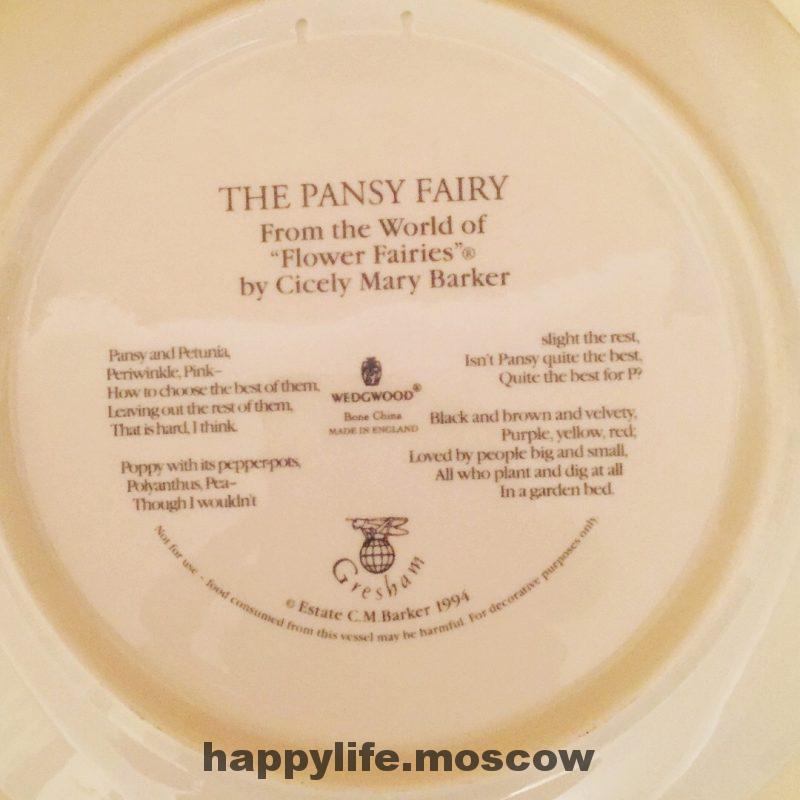 THE PANSY FAIRY
From the World of
"Flower Fairies"®
by Cicely Mary Barker
Pansy and Petunia,
Periwinkle, Pink–
How to choose the best of them,
Leaving out the rest of them,
That is hard, I think.
Poppy with its pepper-pots,
Polyanthus, Pea–
Though I wouldn't
slight the rest,
Isn't Pansy quite the best,
Quite the best for P?
Black and brown and velvety,
Purple, yellow, red;
Loved by people big and small,
All who plant and dig at all
In a garden bed.
WEDGWOOD®
Bone China
MADE IN ENGLAND
Gresham
© Estate C.M.Barker 1994
Not for use - food consumed from this vessel may be harmful. For decorative purposes only
happylife.moscow